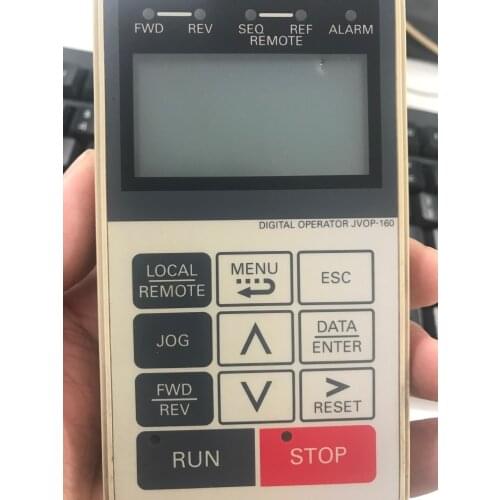 FWD REV SEQ REF ALARM
REMOTE
DIGITAL OPERATOR JVOP-160
LOCAL
REMOTE
MENU
ESC
JOG
DATA
ENTER
FWD
REV
>
RESET
RUN
STOP